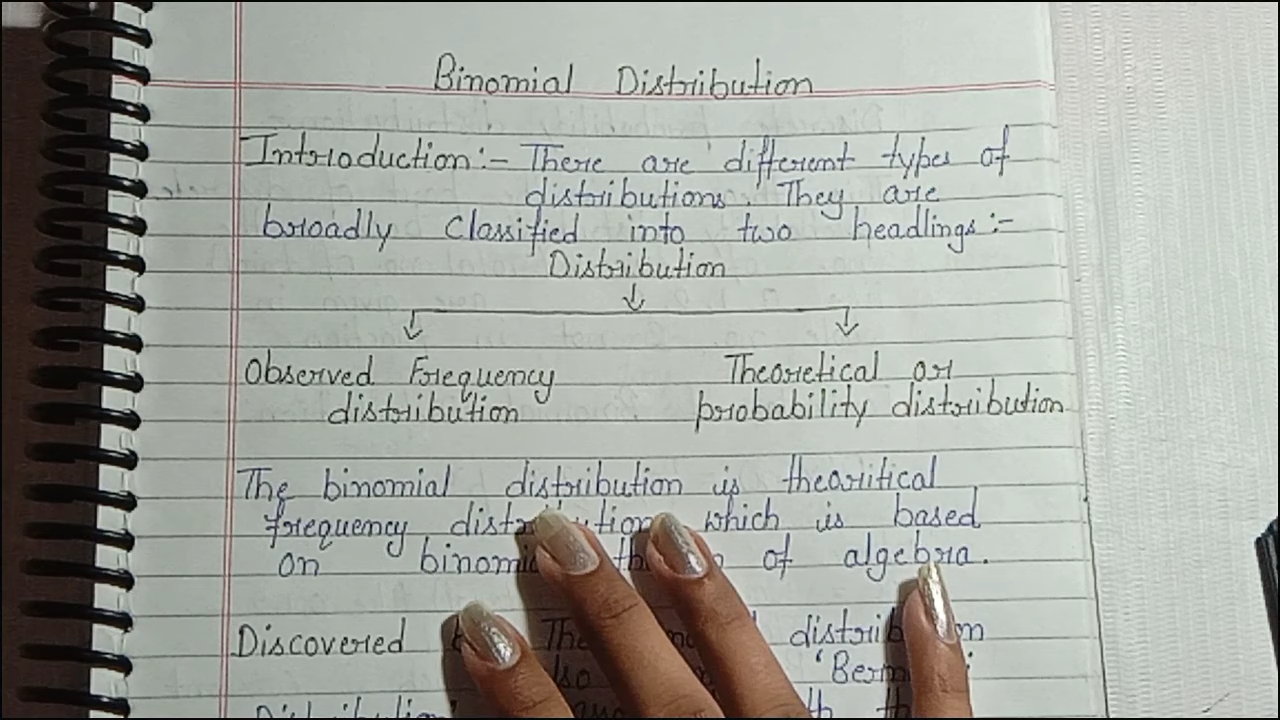 Binomial Distribution
Introduction:- There are different types of
distributions. They are
broadly Classified into two headlings:-
Distribution
Observed Frequency
distribution
Theoretical or
probability distribution
The binomial distribution is theoritical
frequency which is based
on of algebra.
Discovered